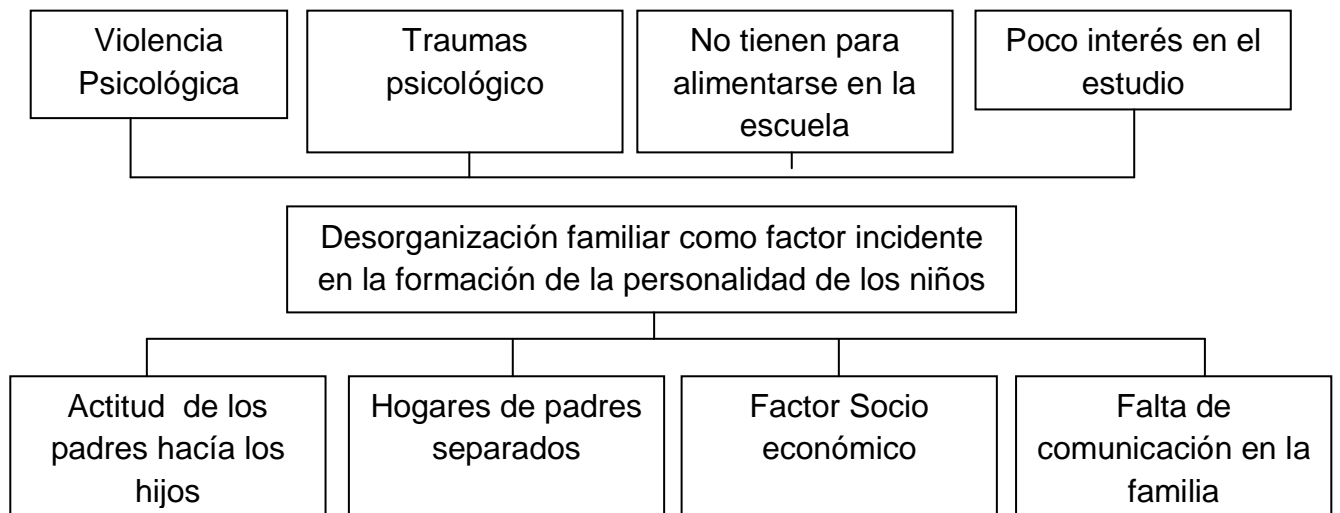 Violencia
Psicológica
Traumas
psicológico
No tienen para
alimentarse en la
escuela
Poco interés en el
estudio
Desorganización familiar como factor incidente
en la formación de la personalidad de los niños
Actitud  de los
padres hacía los
hijos
Hogares de padres
separados
Factor Socio
económico
Falta de
comunicación en la
familia